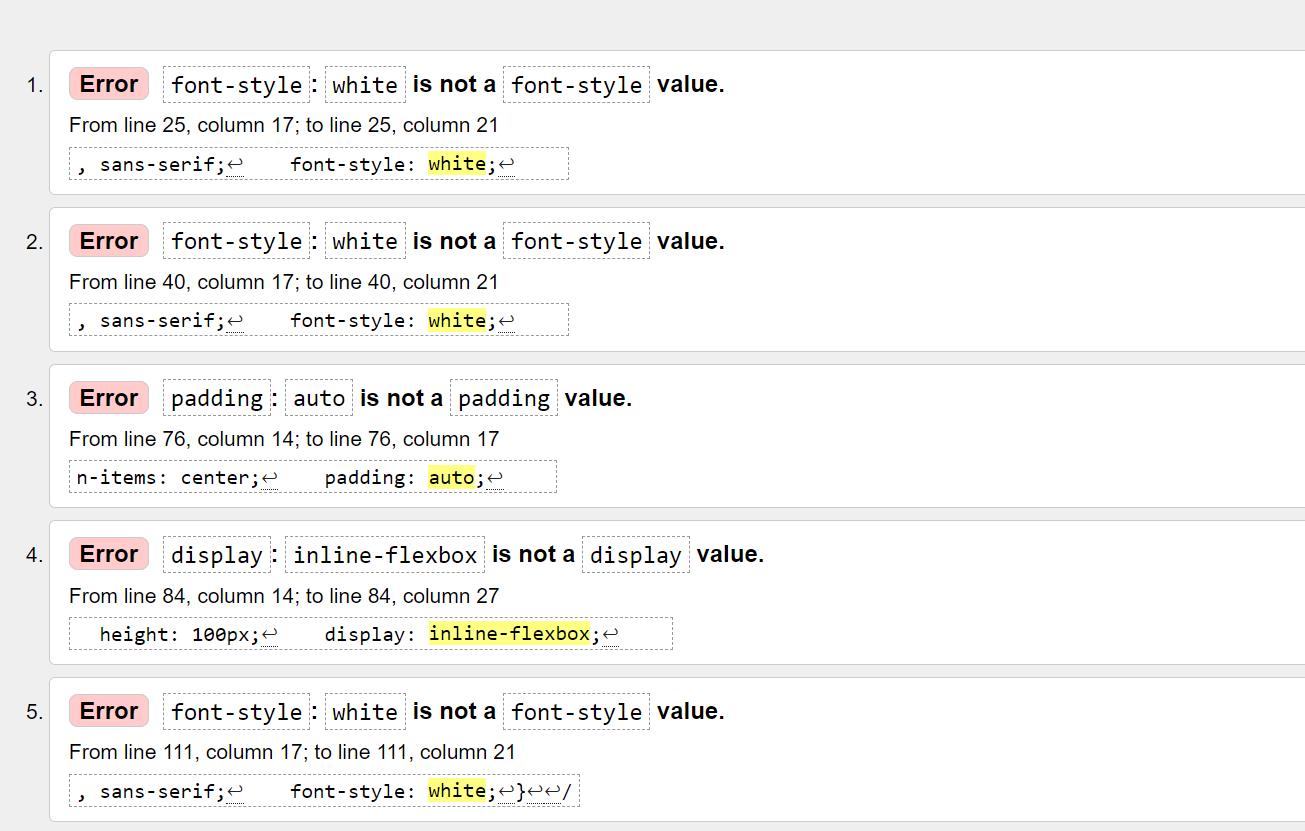 1. Error font-style: white is not a font-style value.
From line 25, column 17; to line 25, column 21
, sans-serif;↩    font-style: white;↩
2. Error font-style: white is not a font-style value.
From line 40, column 17; to line 40, column 21
, sans-serif;↩    font-style: white;↩
3. Error padding: auto is not a padding value.
From line 76, column 14; to line 76, column 17
n-items: center;↩    padding: auto;↩
4. Error display: inline-flexbox is not a display value.
From line 84, column 14; to line 84, column 27
height: 100px;↩    display: inline-flexbox;↩
5. Error font-style: white is not a font-style value.
From line 111, column 17; to line 111, column 21
, sans-serif;↩    font-style: white;↩}↩↩/